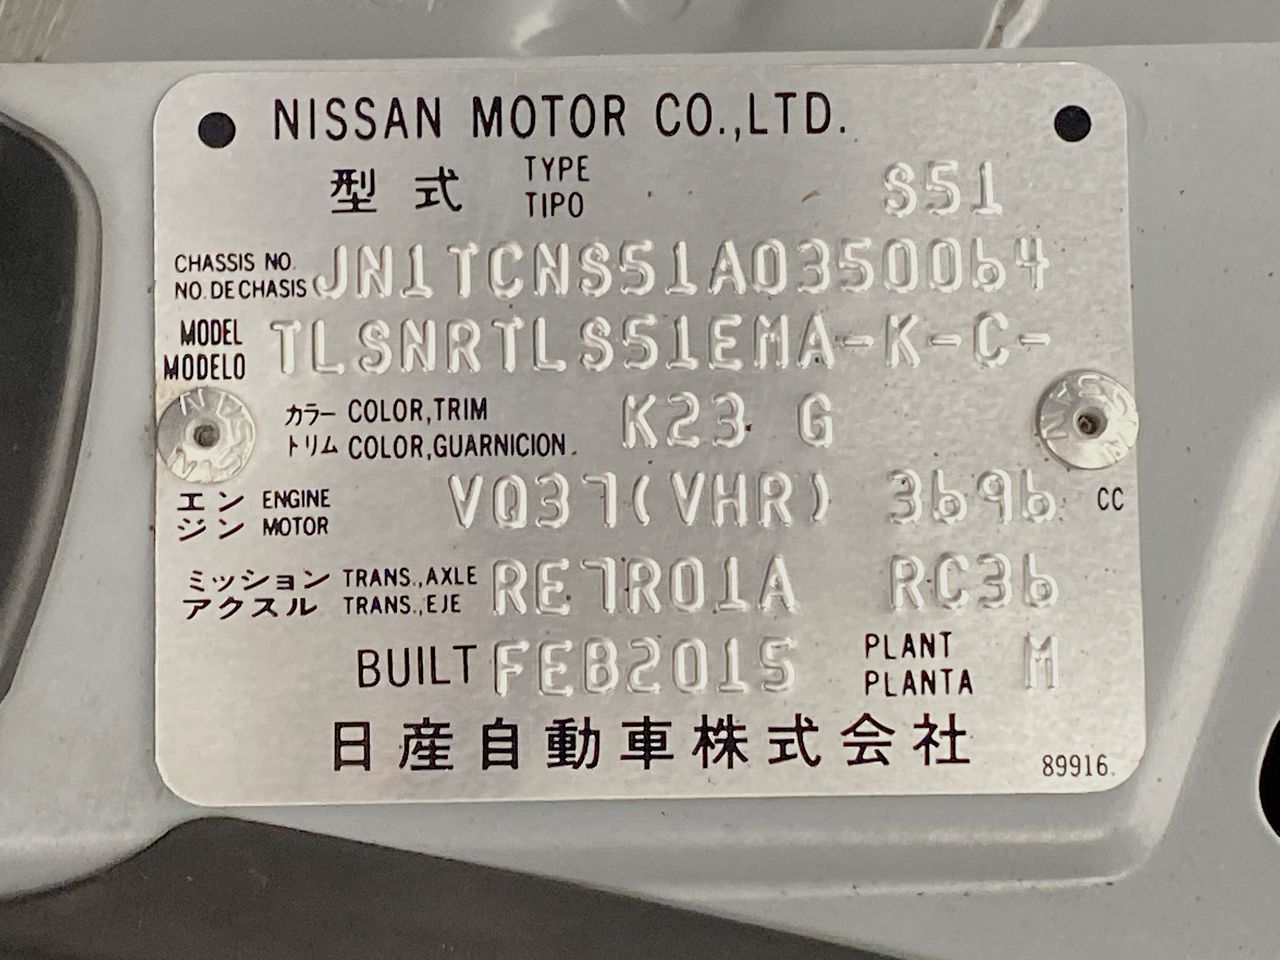 NISSAN MOTOR CO.,LTD.
型式 TYPE TIPO S51
CHASSIS NO. NO. DE CHASIS JN1TCNS51A0350064
MODEL MODELO TLSNRTLS51EMA-K-C-
カラー COLOR,TRIM K23 G
トリム COLOR,GUARNICION.
エン ENGINE VQ37(VHR) 3696 CC
ジン MOTOR
ミッション TRANS.,AXLE RE7R01A RC36
アクスル TRANS.,EJE
BUILT FEB2015 PLANT PLANTA M
日産自動車株式会社
89916.